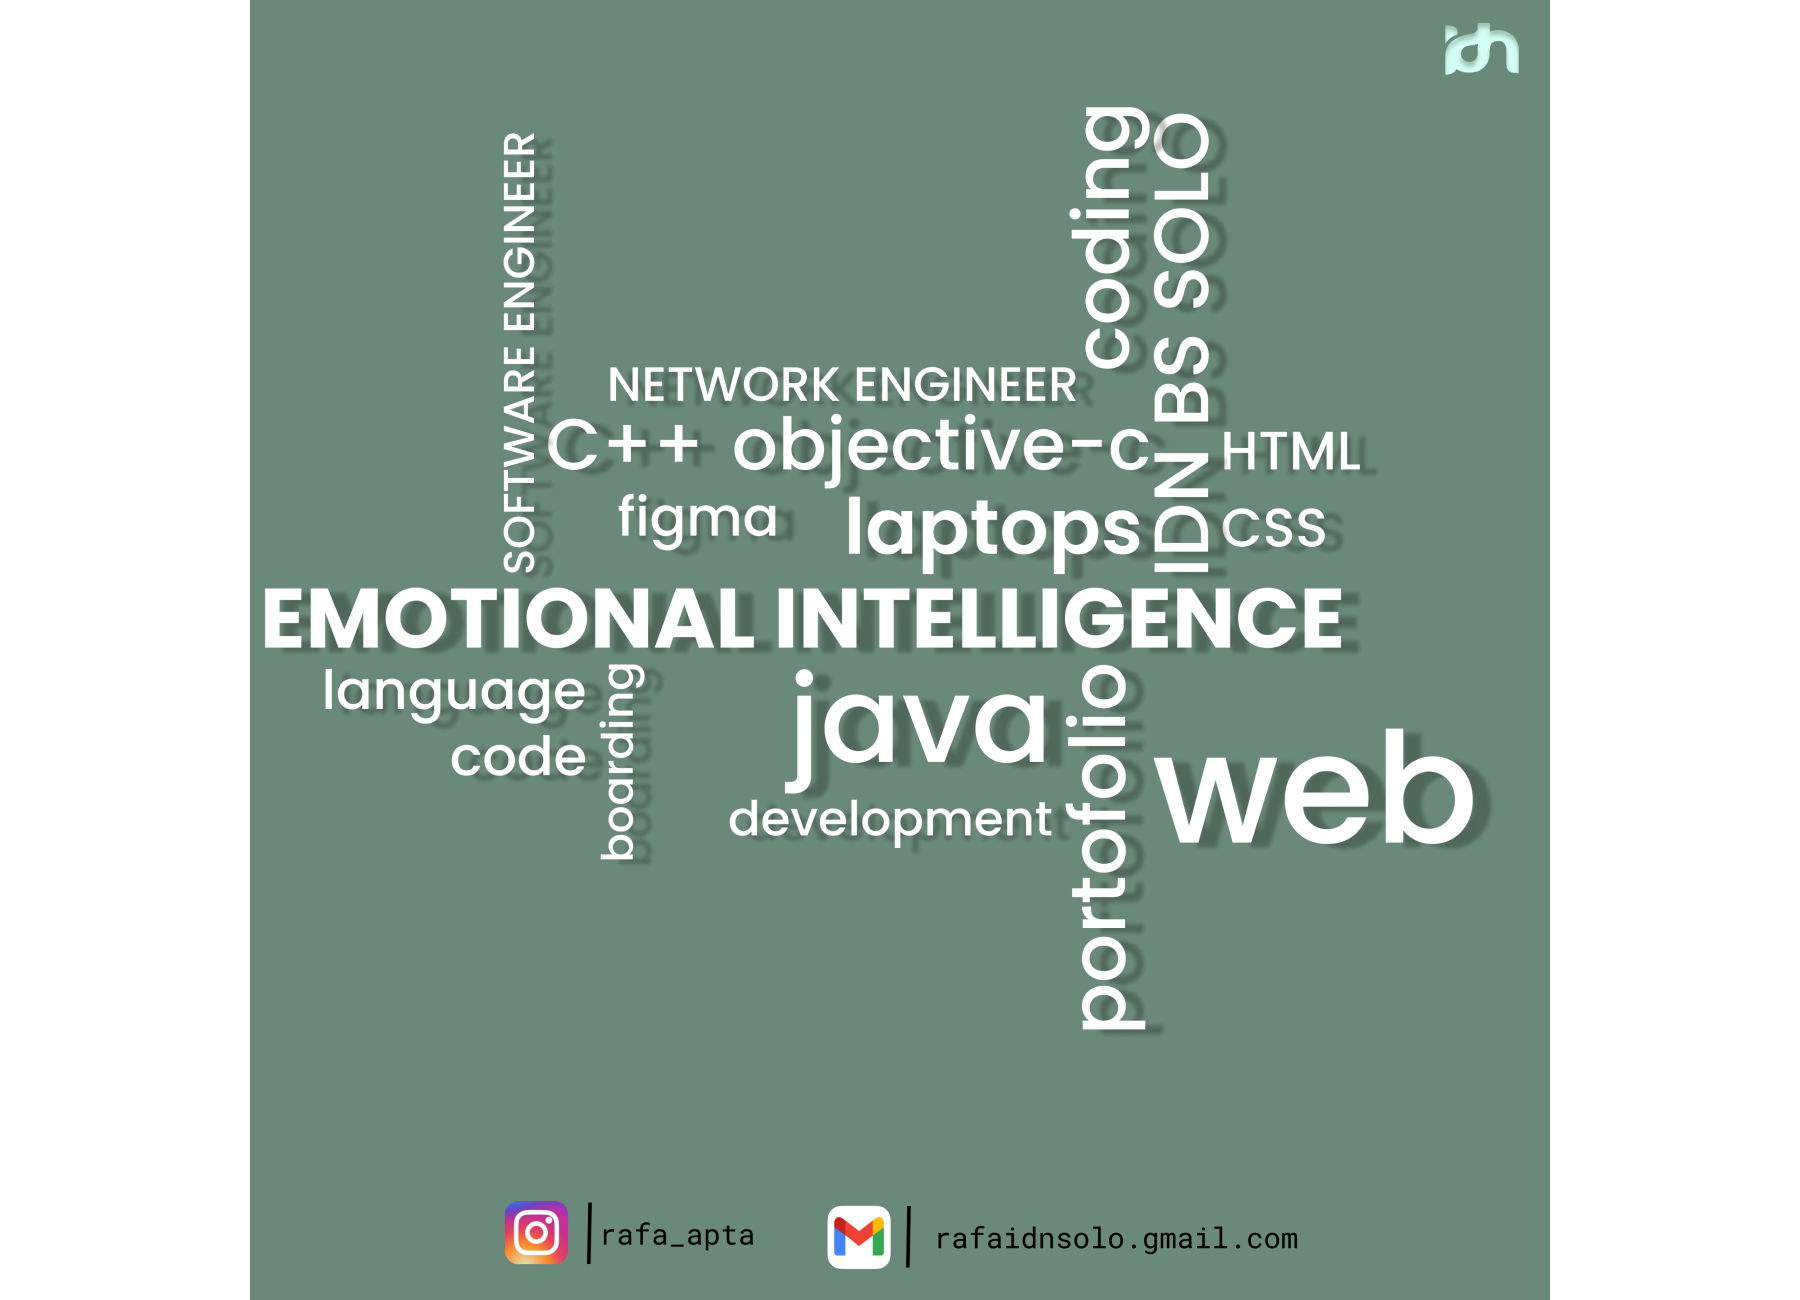 idn
SOFTWARE ENGINEER
coding
IDN BS SOLO
NETWORK ENGINEER
C++ objective-c HTML
figma laptops CSS
EMOTIONAL INTELLIGENCE
language
code
boarding
java
development
portofolio
web
rafa_apta
rafaidnsolo.gmail.com